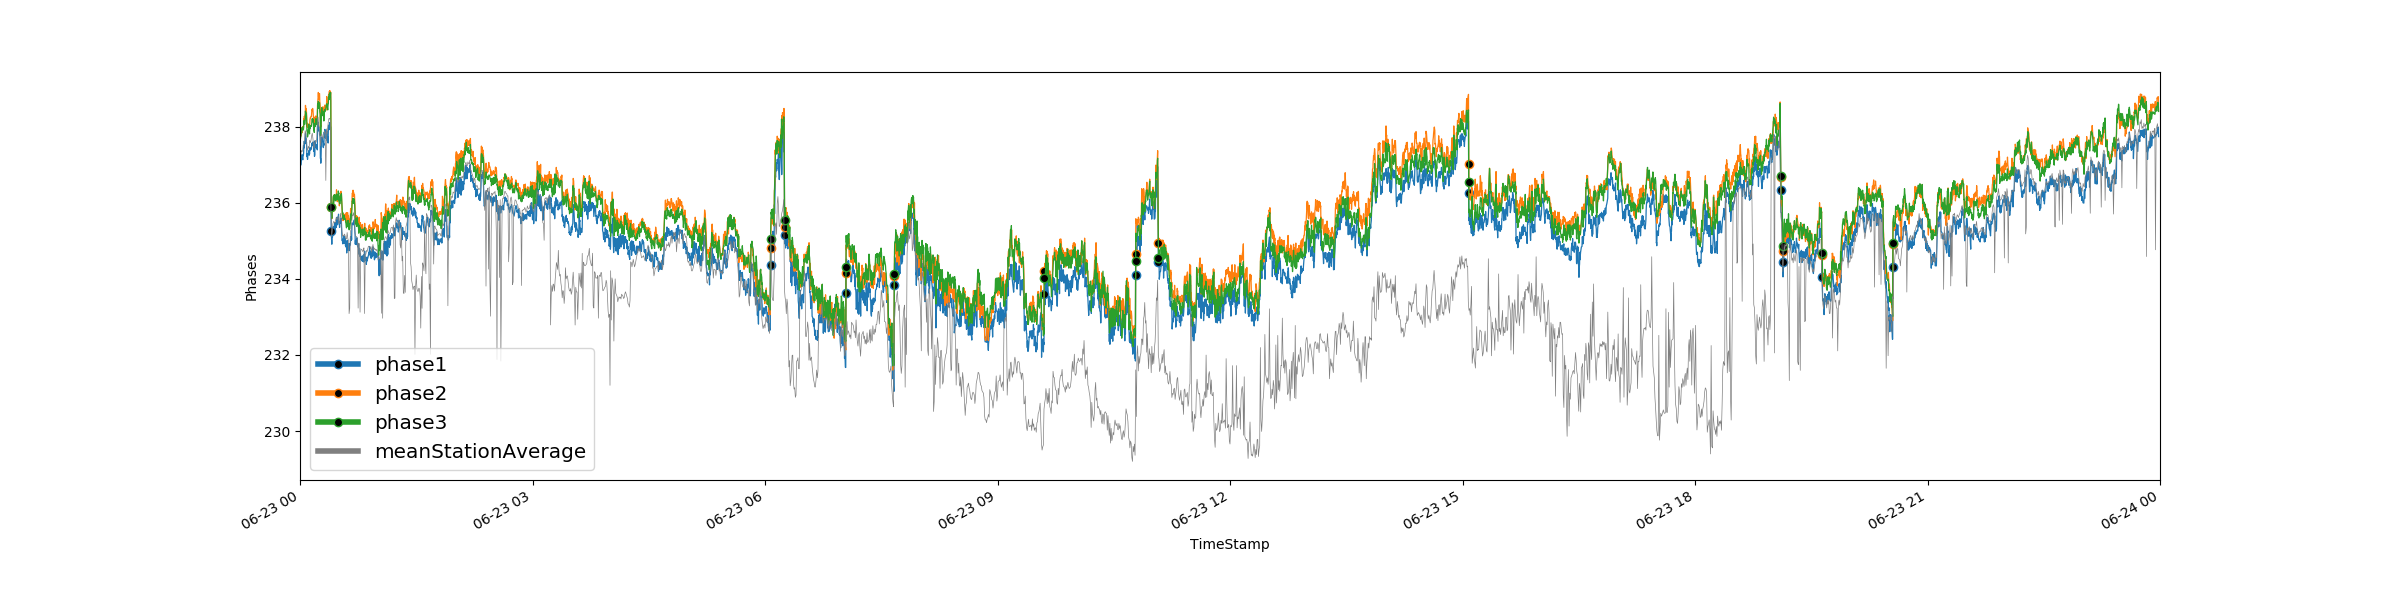 238
236
234
232
230
Phases
phase1
phase2
phase3
meanStationAverage
06-23 00
06-23 03
06-23 06
06-23 09
06-23 12
06-23 15
06-23 18
06-23 21
06-24 00
TimeStamp